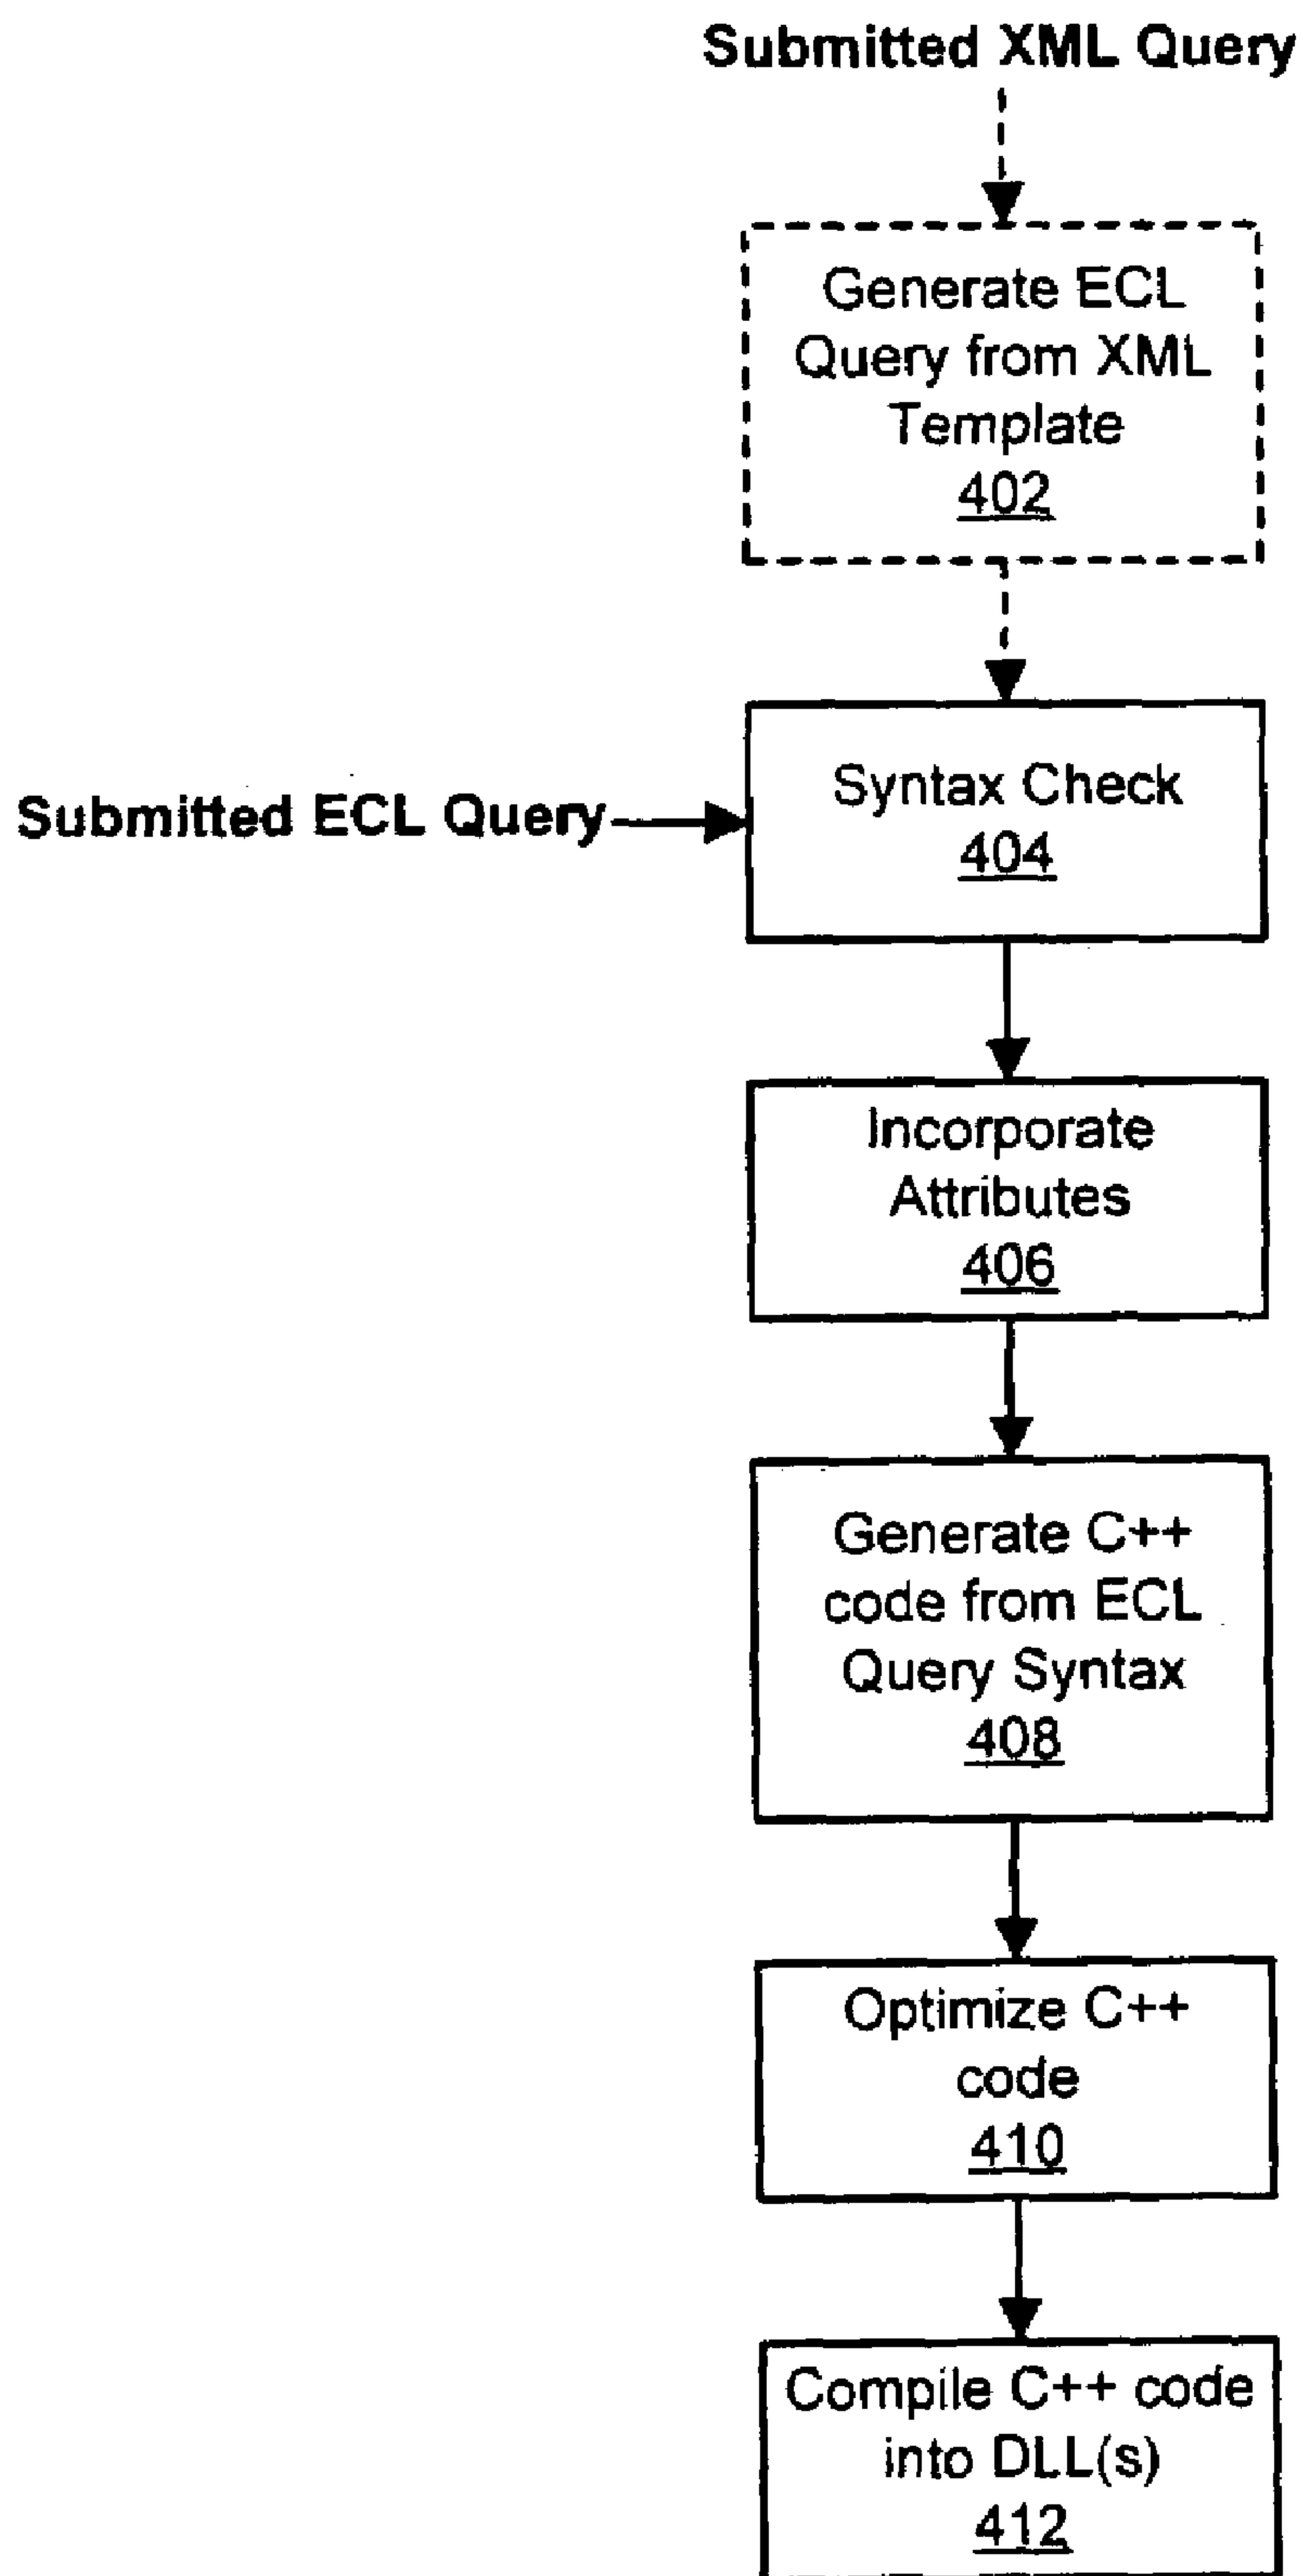 Submitted XML Query
Generate ECL
Query from XML
Template
402
Submitted ECL Query
Syntax Check
404
Incorporate
Attributes
406
Generate C++
code from ECL
Query Syntax
408
Optimize C++
code
410
Compile C++ code
into DLL(s)
412